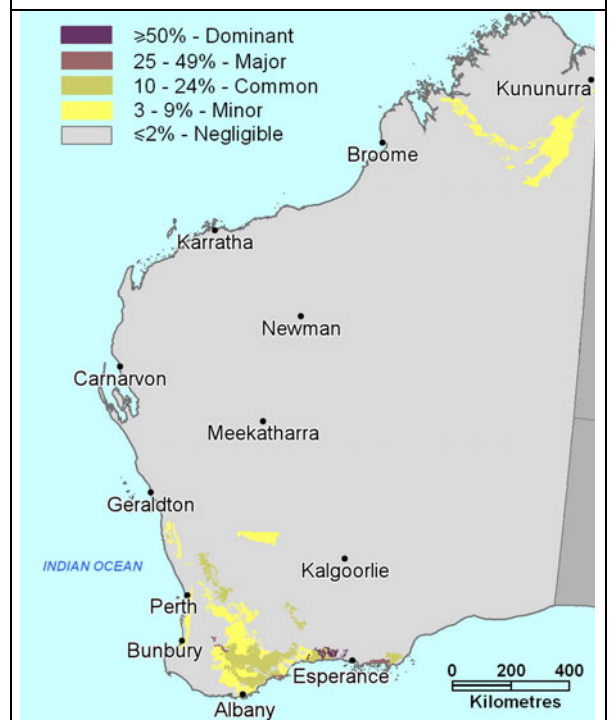 ≥50% - Dominant
25 - 49% - Major
10 - 24% - Common
3 - 9% - Minor
≤2% - Negligible
Kununurra
Broome
Karratha
Newman
Carnarvon
Meekatharra
Geraldton
INDIAN OCEAN
Kalgoorlie
Perth
Bunbury
Esperance
Albany
0 200 400
Kilometres